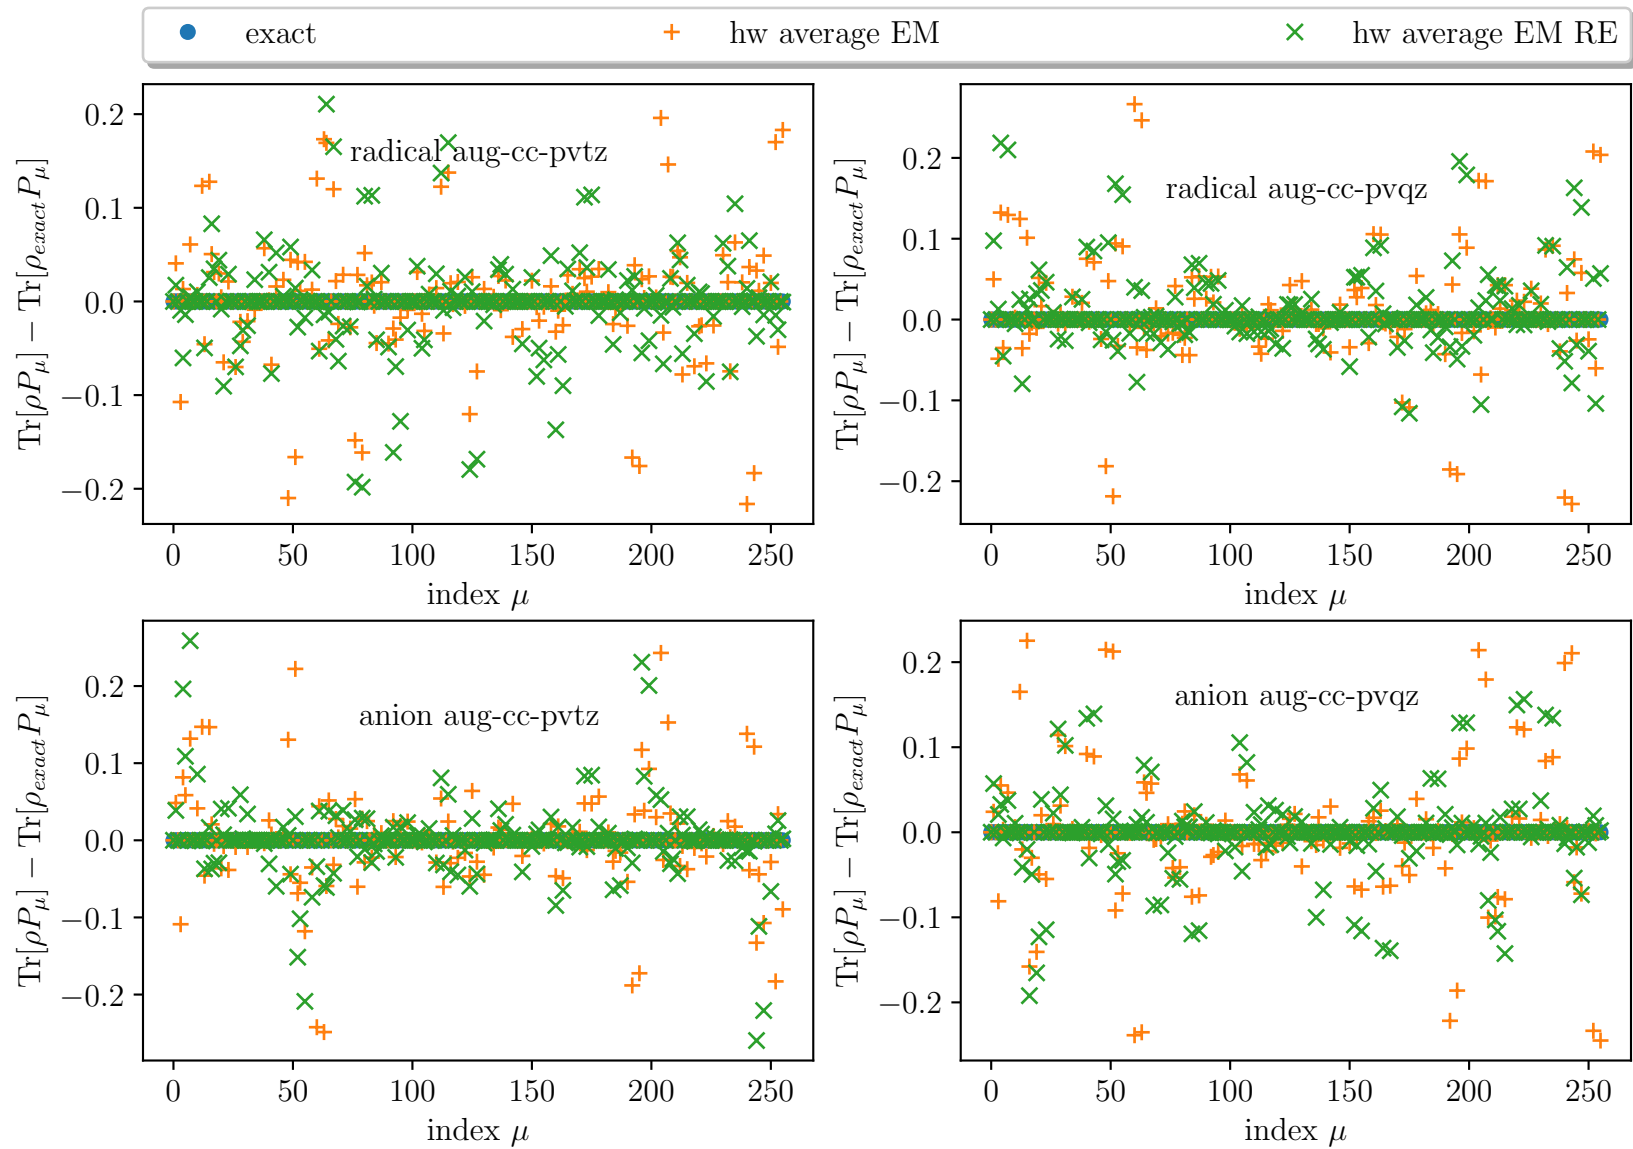 exact hw average EM hw average EM RE
Tr[ρP_μ] − Tr[ρ_exact P_μ]
0.2
0.1
0.0
−0.1
−0.2
radical aug-cc-pvtz
0 50 100 150 200 250
index μ
Tr[ρP_μ] − Tr[ρ_exact P_μ]
0.2
0.1
0.0
−0.1
−0.2
radical aug-cc-pvqz
0 50 100 150 200 250
index μ
Tr[ρP_μ] − Tr[ρ_exact P_μ]
0.2
0.1
0.0
−0.1
−0.2
anion aug-cc-pvtz
0 50 100 150 200 250
index μ
Tr[ρP_μ] − Tr[ρ_exact P_μ]
0.2
0.1
0.0
−0.1
−0.2
anion aug-cc-pvqz
0 50 100 150 200 250
index μ